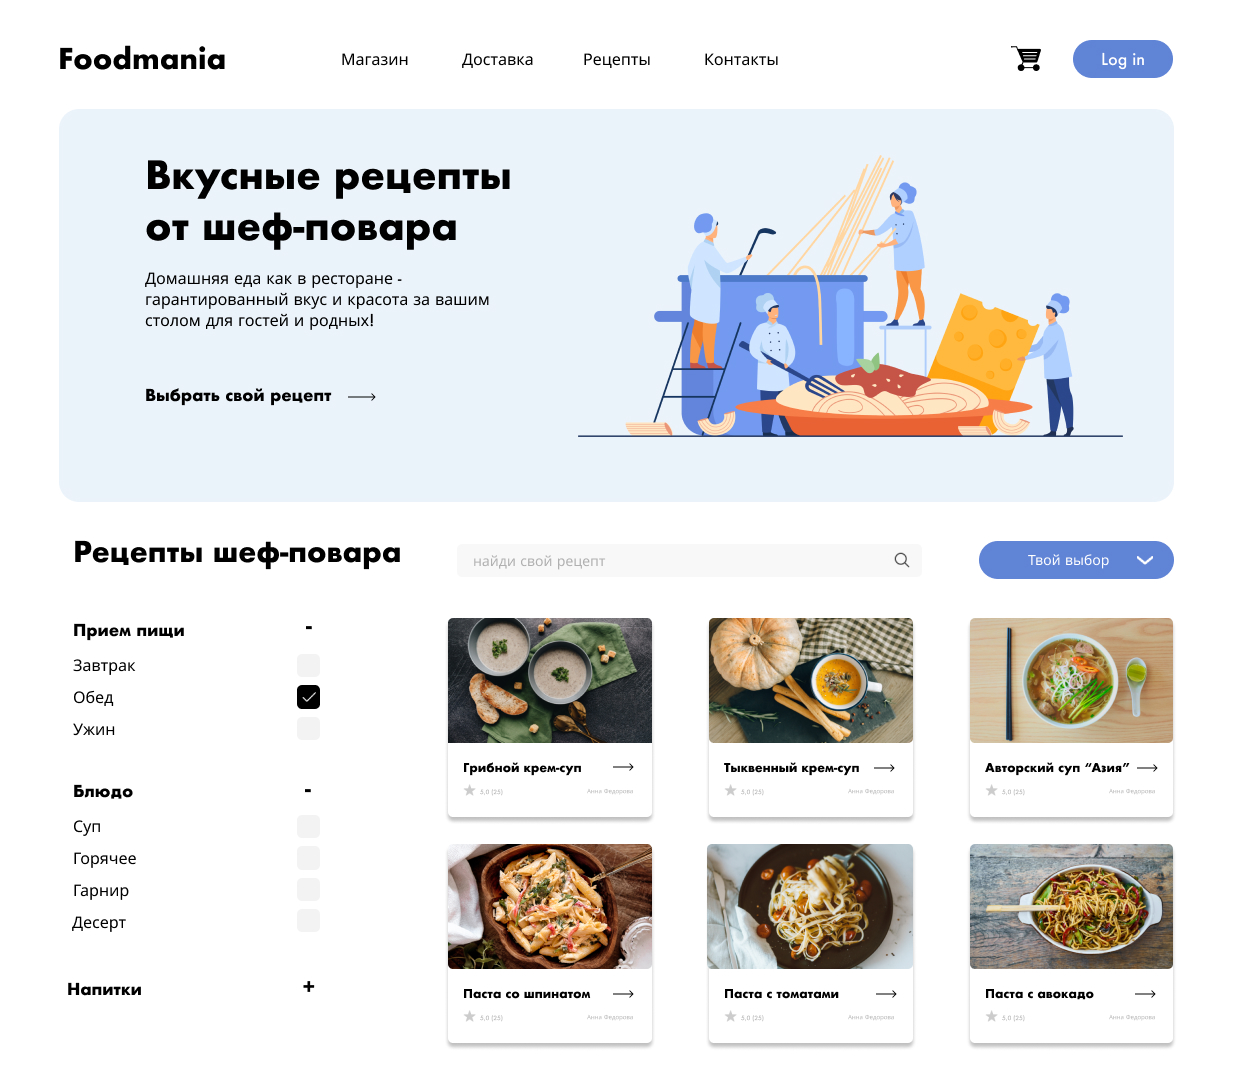 Foodmania
Магазин
Доставка
Рецепты
Контакты
Log in
Вкусные рецепты
от шеф-повара
Домашняя еда как в ресторане -
гарантированный вкус и красота за вашим
столом для гостей и родных!
Выбрать свой рецепт
Рецепты шеф-повара
найди свой рецепт
Твой выбор
Прием пищи -
Завтрак
Обед
Ужин
Блюдо -
Суп
Горячее
Гарнир
Десерт
Напитки +
Грибной крем-суп
5,0 (25)
Анна Федорова
Тыквенный крем-суп
5,0 (25)
Анна Федорова
Авторский суп “Азия”
5,0 (25)
Анна Федорова
Паста со шпинатом
5,0 (25)
Анна Федорова
Паста с томатами
5,0 (25)
Анна Федорова
Паста с авокадо
5,0 (25)
Анна Федорова